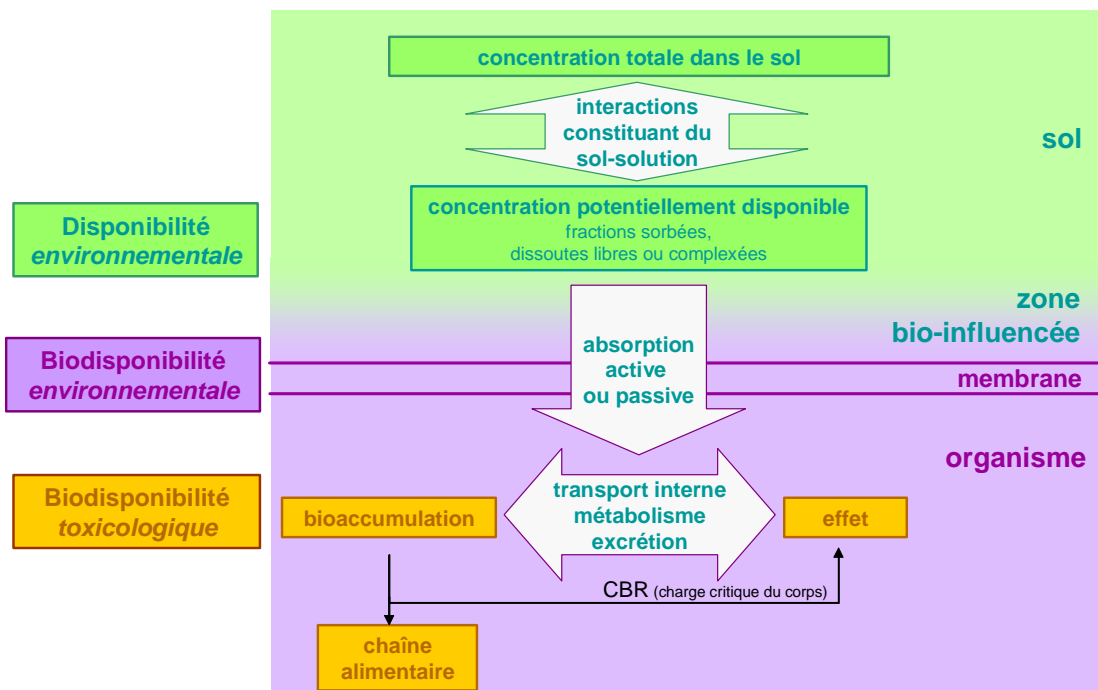 concentration totale dans le sol
interactions
constituant du
sol-solution
sol
concentration potentiellement disponible
fractions sorbées,
dissoutes libres ou complexées
Disponibilité
environnementale
zone
bio-influencée
Biodisponibilité
environnementale
absorption
active
ou passive
membrane
organisme
Biodisponibilité
toxicologique
bioaccumulation
transport interne
métabolisme
excrétion
effet
CBR (charge critique du corps)
chaîne
alimentaire